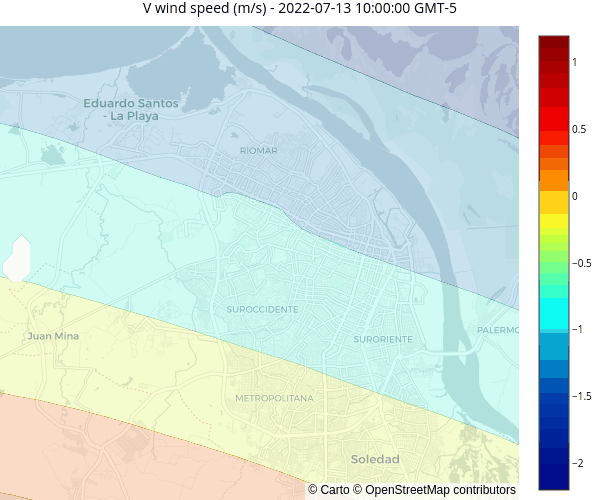 V wind speed (m/s) - 2022-07-13 10:00:00 GMT-5
1
0.5
0
−0.5
−1
−1.5
−2
Eduardo Santos
- La Playa
RIOMAR
SUROCCIDENTE
PALERMO
Juan Mina
SURORIENTE
METROPOLITANA
Soledad
© Carto © OpenStreetMap contributors